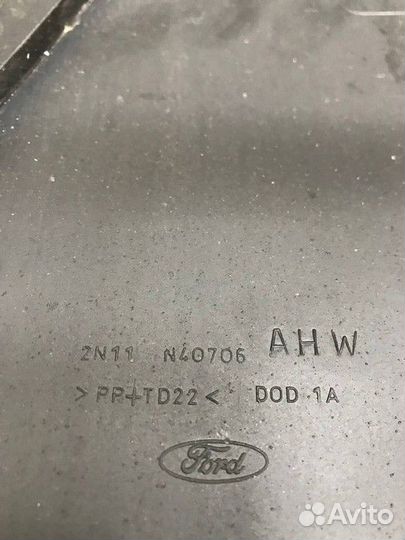 2N11 N40706 AHW
>PP+TD22< DOD 1A
Ford
Avito